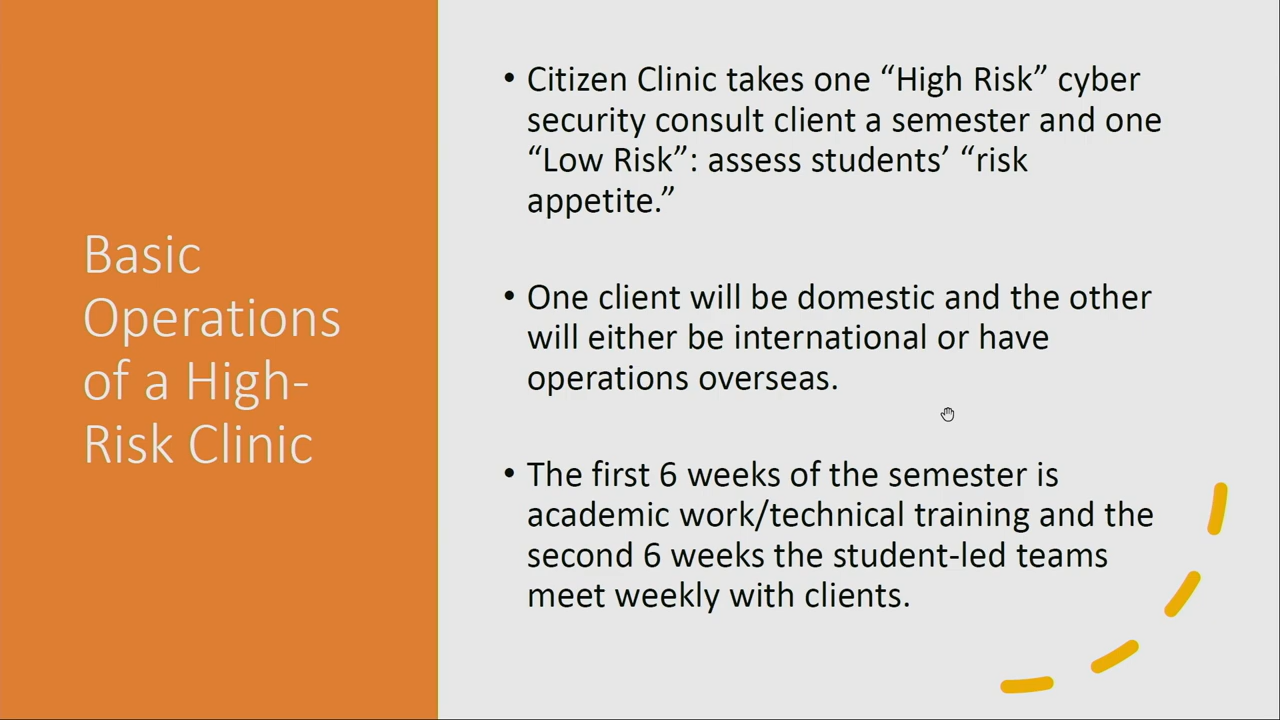 Basic
Operations
of a High-
Risk Clinic
• Citizen Clinic takes one “High Risk” cyber
security consult client a semester and one
“Low Risk”: assess students’ “risk
appetite.”
• One client will be domestic and the other
will either be international or have
operations overseas.
• The first 6 weeks of the semester is
academic work/technical training and the
second 6 weeks the student-led teams
meet weekly with clients.